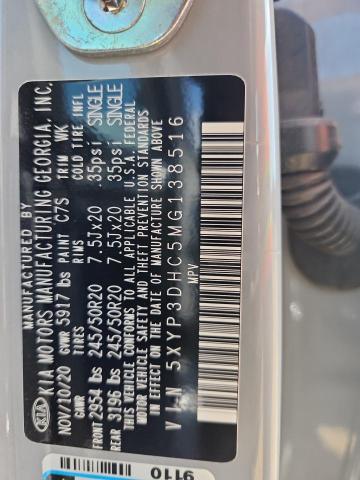 MANUFACTURED BY
KIA KIA MOTORS MANUFACTURING GEORGIA, INC.
NOV/10/20 GVWR 5917 lbs PAINT C7S TRIM WK
GAWR TIRES RIMS COLD TIRE INFL
FRONT 2954 lbs 245/50R20 7.5Jx20 35psi SINGLE
REAR 3196 lbs 245/50R20 7.5Jx20 35psi SINGLE
THIS VEHICLE CONFORMS TO ALL APPLICABLE U.S.A. FEDERAL
MOTOR VEHICLE SAFETY AND THEFT PREVENTION STANDARDS
IN EFFECT ON THE DATE OF MANUFACTURE SHOWN ABOVE
V I N 5XYP3DHC5MG138516
MPV
9110